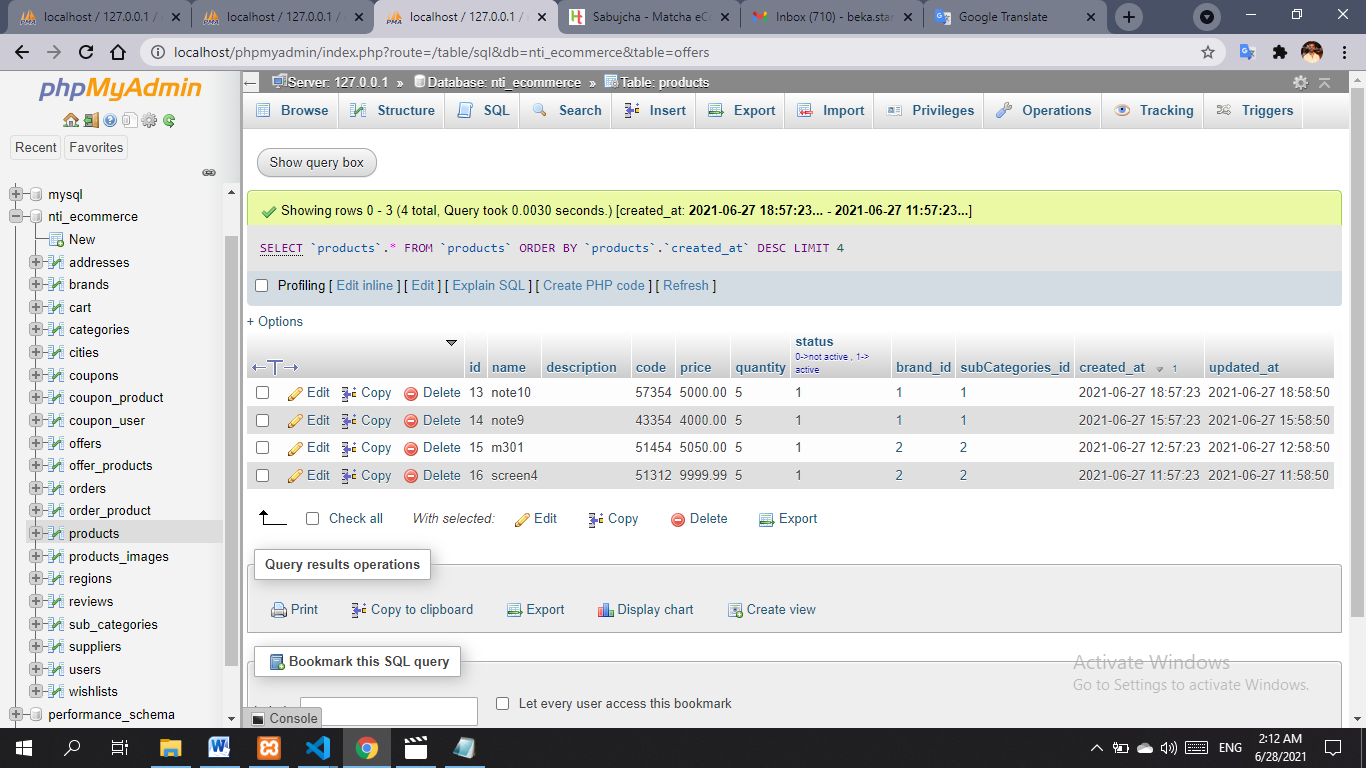 localhost / 127.0.0.1 /
localhost / 127.0.0.1 /
localhost / 127.0.0.1 /
Sabujcha - Matcha eC
Inbox (710) - beka.sta
Google Translate
localhost/phpmyadmin/index.php?route=/table/sql&db=nti_ecommerce&table=offers
phpMyAdmin
Recent Favorites
mysql
nti_ecommerce
New
addresses
brands
cart
categories
cities
coupons
coupon_product
coupon_user
offers
offer_products
orders
order_product
products
products_images
regions
reviews
sub_categories
suppliers
users
wishlists
performance_schema
Server: 127.0.0.1 » Database: nti_ecommerce » Table: products
Browse Structure SQL Search Insert Export Import Privileges Operations Tracking Triggers
Show query box
Showing rows 0 - 3 (4 total, Query took 0.0030 seconds.) [created_at: 2021-06-27 18:57:23... - 2021-06-27 11:57:23...]
SELECT `products`.* FROM `products` ORDER BY `products`.`created_at` DESC LIMIT 4
Profiling [ Edit inline ] [ Edit ] [ Explain SQL ] [ Create PHP code ] [ Refresh ]
+ Options
←T→ id name description code price quantity status 0->not active , 1-> active brand_id subCategories_id created_at 1 updated_at
Edit Copy Delete 13 note10 57354 5000.00 5 1 1 1 2021-06-27 18:57:23 2021-06-27 18:58:50
Edit Copy Delete 14 note9 43354 4000.00 5 1 1 1 2021-06-27 15:57:23 2021-06-27 15:58:50
Edit Copy Delete 15 m301 51454 5050.00 5 1 2 2 2021-06-27 12:57:23 2021-06-27 12:58:50
Edit Copy Delete 16 screen4 51312 9999.99 5 1 2 2 2021-06-27 11:57:23 2021-06-27 11:58:50
Check all With selected: Edit Copy Delete Export
Query results operations
Print Copy to clipboard Export Display chart Create view
Bookmark this SQL query
Let every user access this bookmark
Console
Activate Windows
Go to Settings to activate Windows.
ENG
2:12 AM
6/28/2021